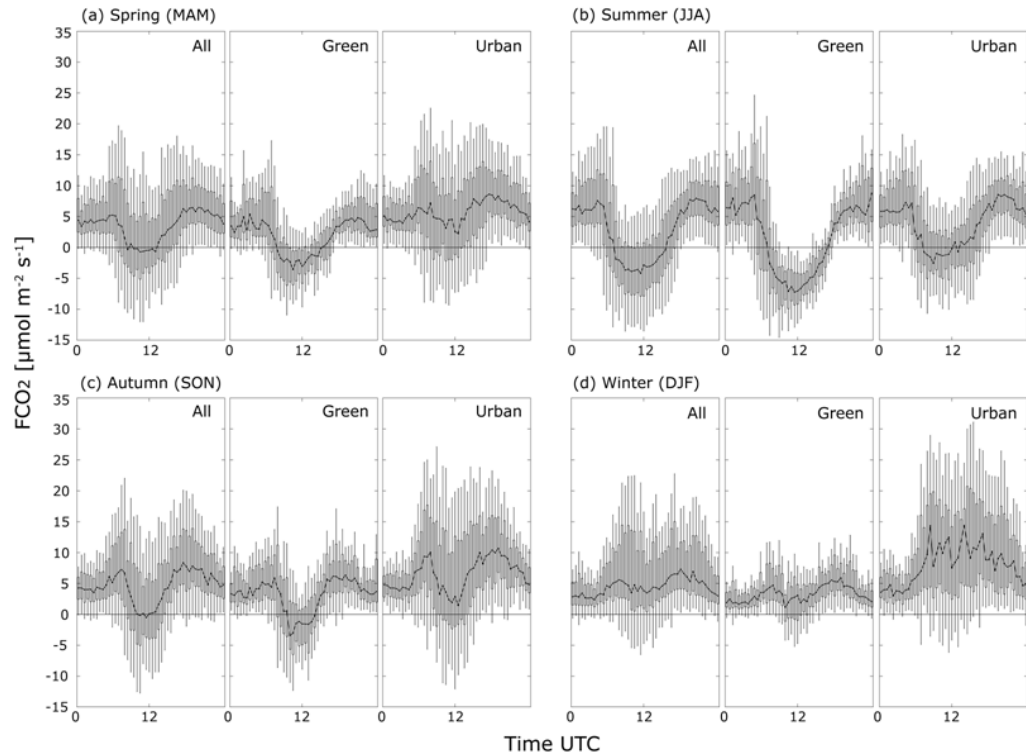 (a) Spring (MAM)
(b) Summer (JJA)
All Green Urban
All Green Urban
35
30
25
20
15
10
5
0
-5
-10
-15
0 12 0 12 0 12
0 12 0 12 0 12
FCO2 [µmol m-2 s-1]
(c) Autumn (SON)
(d) Winter (DJF)
All Green Urban
All Green Urban
35
30
25
20
15
10
5
0
-5
-10
-15
0 12 0 12 0 12
0 12 0 12 0 12
Time UTC